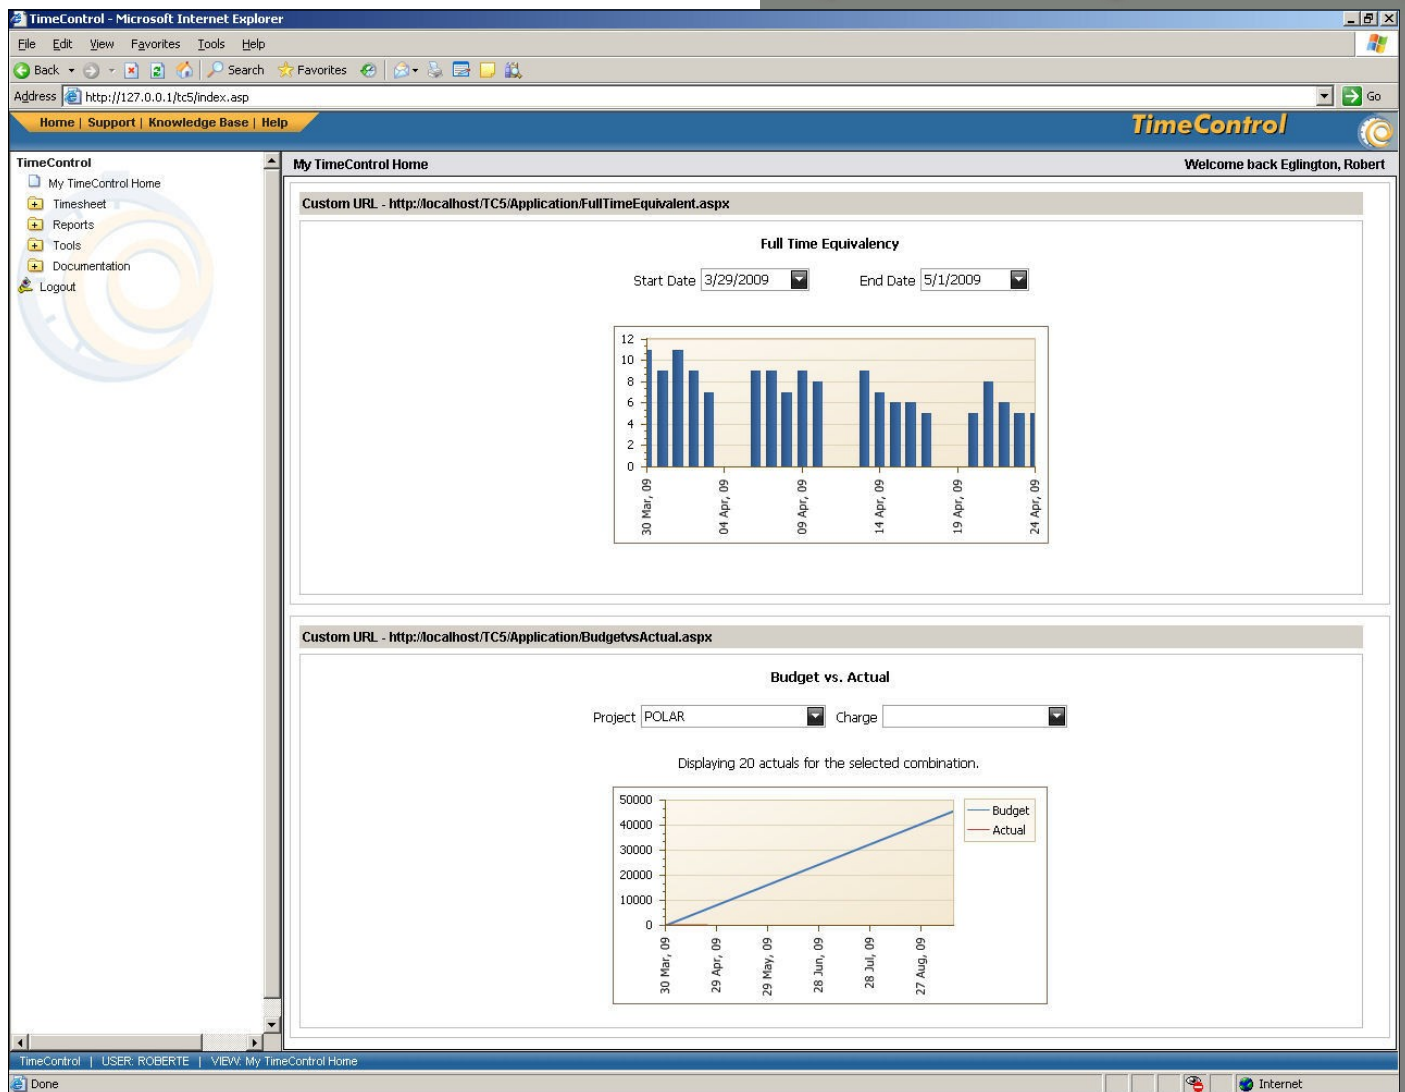 TimeControl - Microsoft Internet Explorer
File Edit View Favorites Tools Help
Back Search Favorites
Address http://127.0.0.1/tc5/index.asp Go
Home | Support | Knowledge Base | Help TimeControl
TimeControl
My TimeControl Home
Timesheet
Reports
Tools
Documentation
Logout
My TimeControl Home Welcome back Eglington, Robert
Custom URL - http://localhost/TC5/Application/FullTimeEquivalent.aspx
Full Time Equivalency
Start Date 3/29/2009 End Date 5/1/2009
12
10
8
6
4
2
0
30 Mar, 09 04 Apr, 09 09 Apr, 09 14 Apr, 09 19 Apr, 09 24 Apr, 09
Custom URL - http://localhost/TC5/Application/BudgetvsActual.aspx
Budget vs. Actual
Project POLAR Charge
Displaying 20 actuals for the selected combination.
50000
40000
30000
20000
10000
0
Budget
Actual
30 Mar, 09 29 Apr, 09 29 May, 09 28 Jun, 09 28 Jul, 09 27 Aug, 09
TimeControl | USER: ROBERTE | VIEW: My TimeControl Home
Done Internet